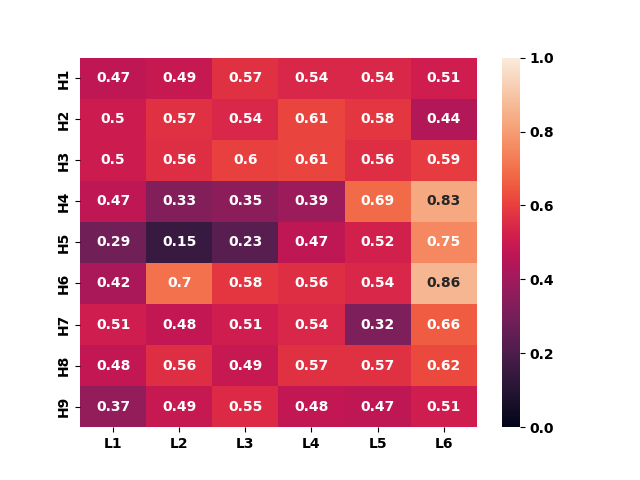 1.0
H1 0.47 0.49 0.57 0.54 0.54 0.51
H2 0.5 0.57 0.54 0.61 0.58 0.44
0.8
H3 0.5 0.56 0.6 0.61 0.56 0.59
H4 0.47 0.33 0.35 0.39 0.69 0.83
0.6
H5 0.29 0.15 0.23 0.47 0.52 0.75
H6 0.42 0.7 0.58 0.56 0.54 0.86
0.4
H7 0.51 0.48 0.51 0.54 0.32 0.66
0.2
H8 0.48 0.56 0.49 0.57 0.57 0.62
H9 0.37 0.49 0.55 0.48 0.47 0.51
0.0
L1 L2 L3 L4 L5 L6